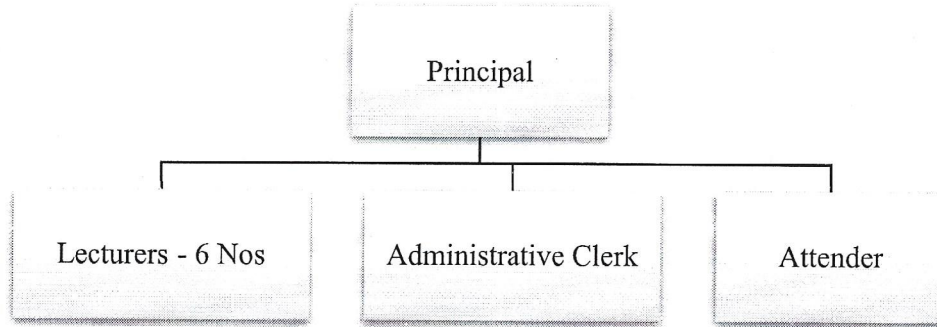 Principal
Lecturers - 6 Nos
Administrative Clerk
Attender